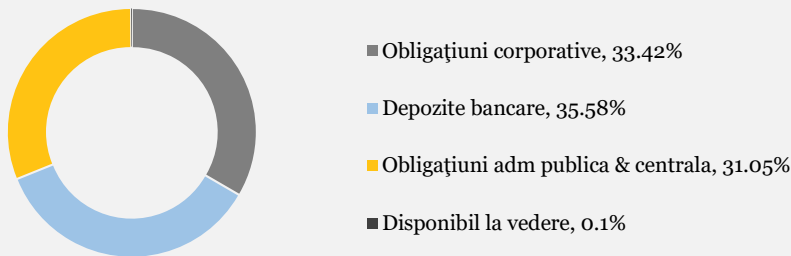 Obligaţiuni corporative, 33.42%
Depozite bancare, 35.58%
Obligaţiuni adm publica & centrala, 31.05%
Disponibil la vedere, 0.1%